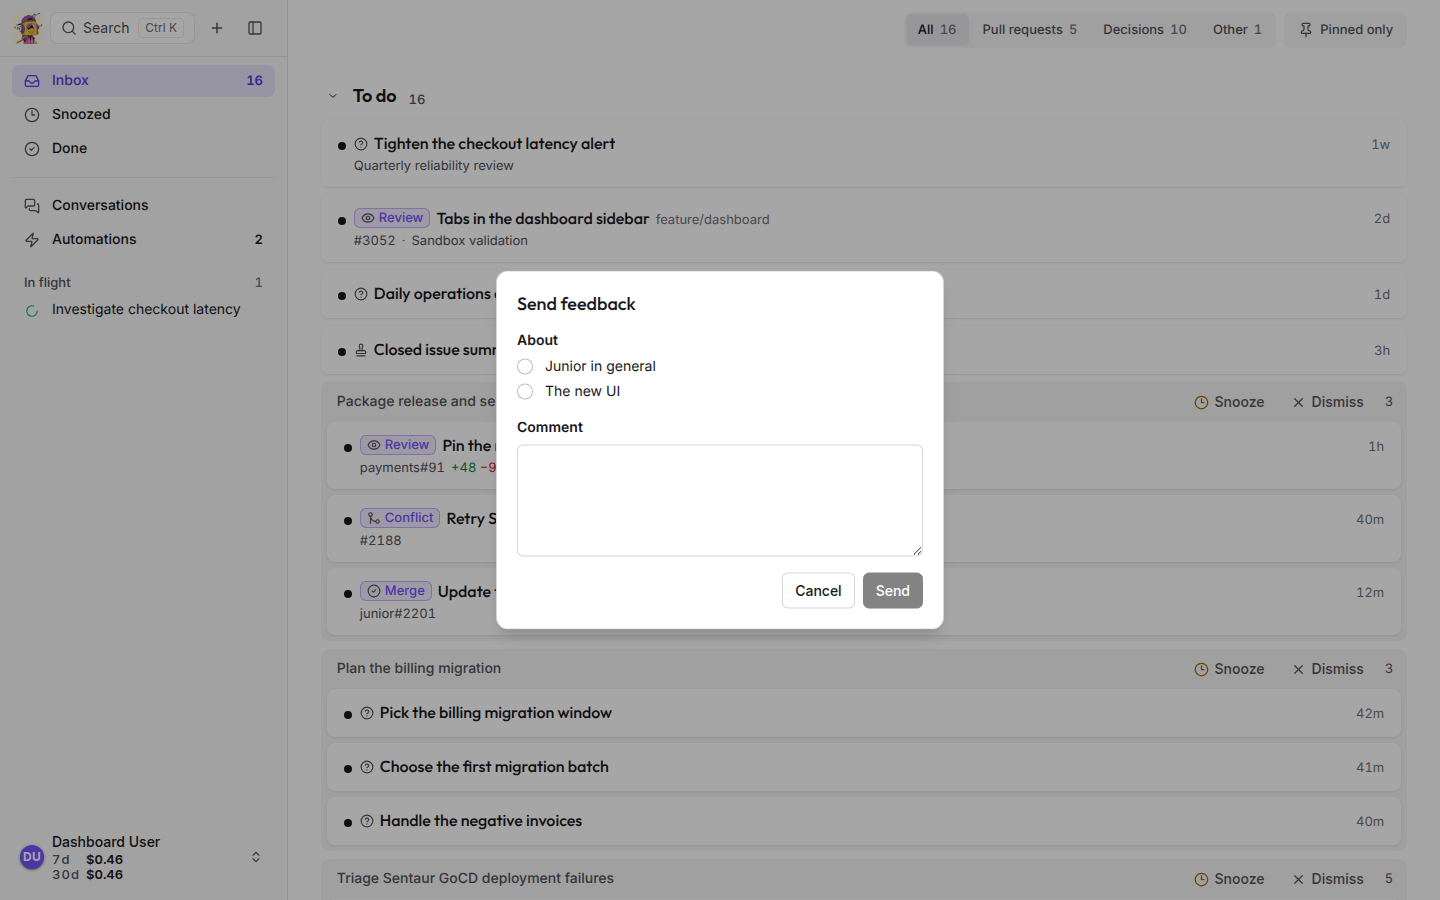 Search Ctrl K
Inbox 16
Snoozed
Done
Conversations
Automations 2
In flight 1
Investigate checkout latency
Dashboard User
DU
7d $0.46
30d $0.46
All 16 Pull requests 5 Decisions 10 Other 1 Pinned only
To do 16
Tighten the checkout latency alert 1w
Quarterly reliability review
Review Tabs in the dashboard sidebar feature/dashboard 2d
#3052 · Sandbox validation
Daily operations 1d
Closed issue 3h
Package release and Snooze Dismiss 3
Review Pin the 1h
payments#91 +48 −9
Conflict Retry 40m
#2188
Merge Update 12m
junior#2201
Send feedback
About
Junior in general
The new UI
Comment
Cancel Send
Plan the billing migration Snooze Dismiss 3
Pick the billing migration window 42m
Choose the first migration batch 41m
Handle the negative invoices 40m
Triage Sentaur GoCD deployment failures Snooze Dismiss 5